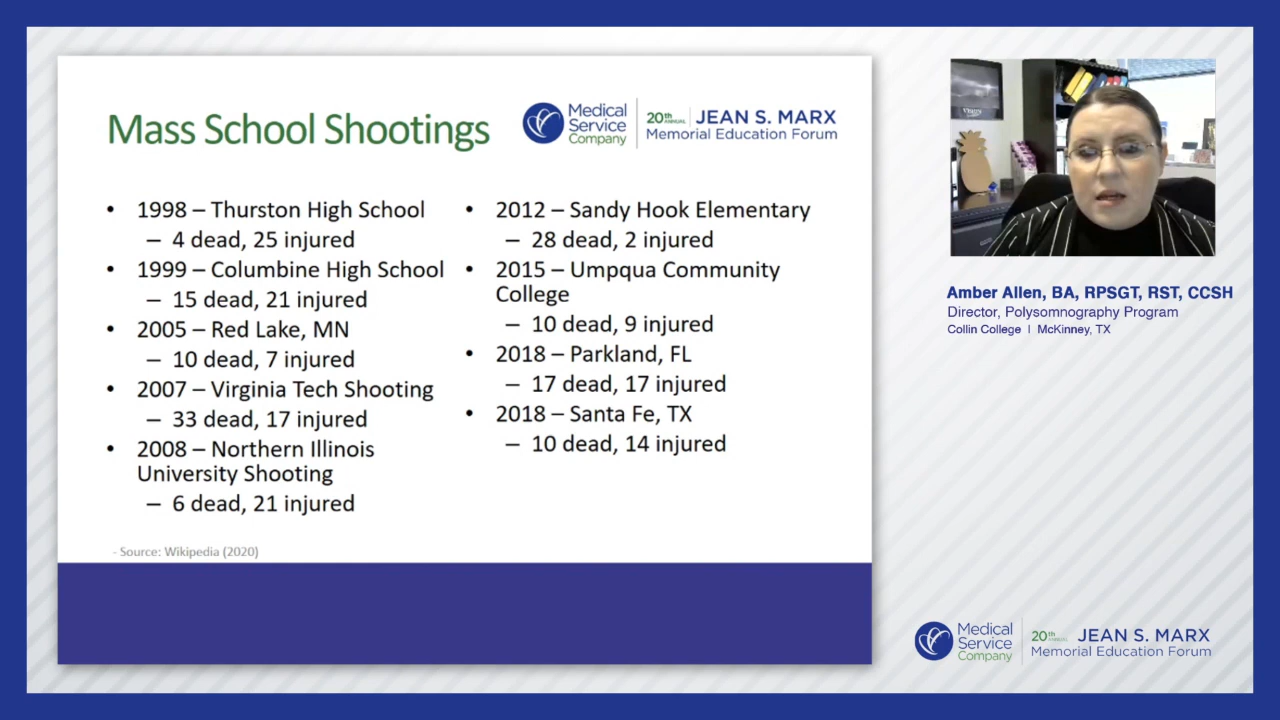 Mass School Shootings
Medical
Service
Company
20th
ANNUAL
JEAN S. MARX
Memorial Education Forum
• 1998 – Thurston High School
– 4 dead, 25 injured
• 1999 – Columbine High School
– 15 dead, 21 injured
• 2005 – Red Lake, MN
– 10 dead, 7 injured
• 2007 – Virginia Tech Shooting
– 33 dead, 17 injured
• 2008 – Northern Illinois
University Shooting
– 6 dead, 21 injured
• 2012 – Sandy Hook Elementary
– 28 dead, 2 injured
• 2015 – Umpqua Community
College
– 10 dead, 9 injured
• 2018 – Parkland, FL
– 17 dead, 17 injured
• 2018 – Santa Fe, TX
– 10 dead, 14 injured
- Source: Wikipedia (2020)
Amber Allen, BA, RPSGT, RST, CCSH
Director, Polysomnography Program
Collin College | McKinney, TX
Medical
Service
Company
20th
ANNUAL
JEAN S. MARX
Memorial Education Forum